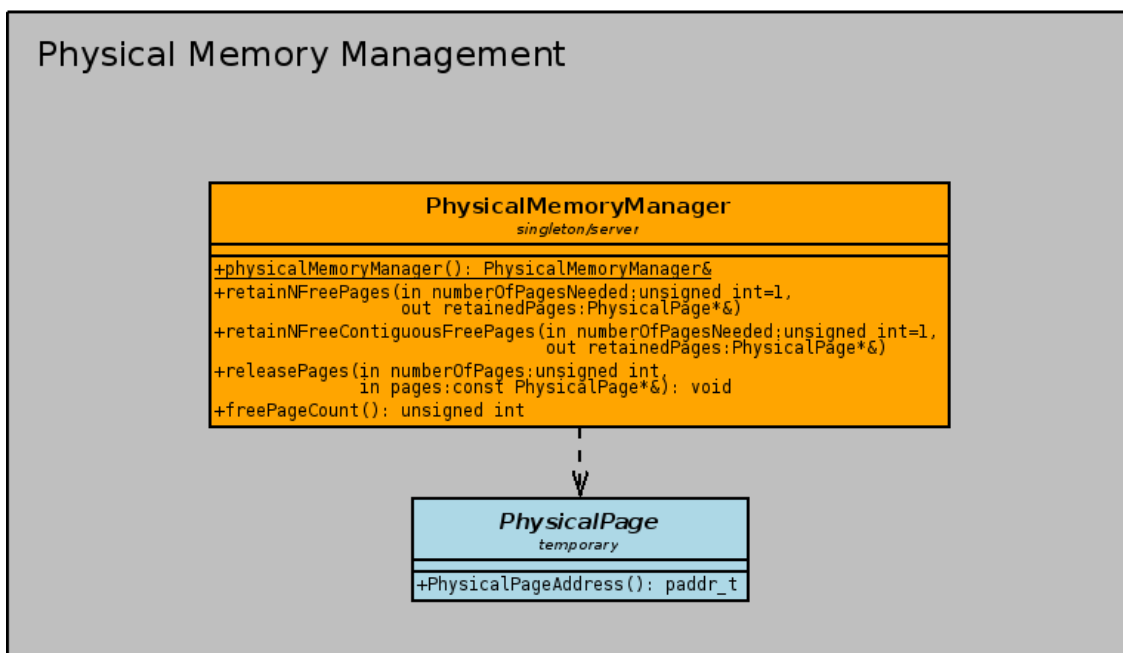 Physical Memory Management
PhysicalMemoryManager
singleton/server
+physicalMemoryManager(): PhysicalMemoryManager&
+retainNFreePages(in numberOfPagesNeeded:unsigned int=1,
out retainedPages:PhysicalPage*&)
+retainNFreeContiguousFreePages(in numberOfPagesNeeded:unsigned int=1,
out retainedPages:PhysicalPage*&)
+releasePages(in numberOfPages:unsigned int,
in pages:const PhysicalPage*&): void
+freePageCount(): unsigned int
PhysicalPage
temporary
+PhysicalPageAddress(): paddr_t